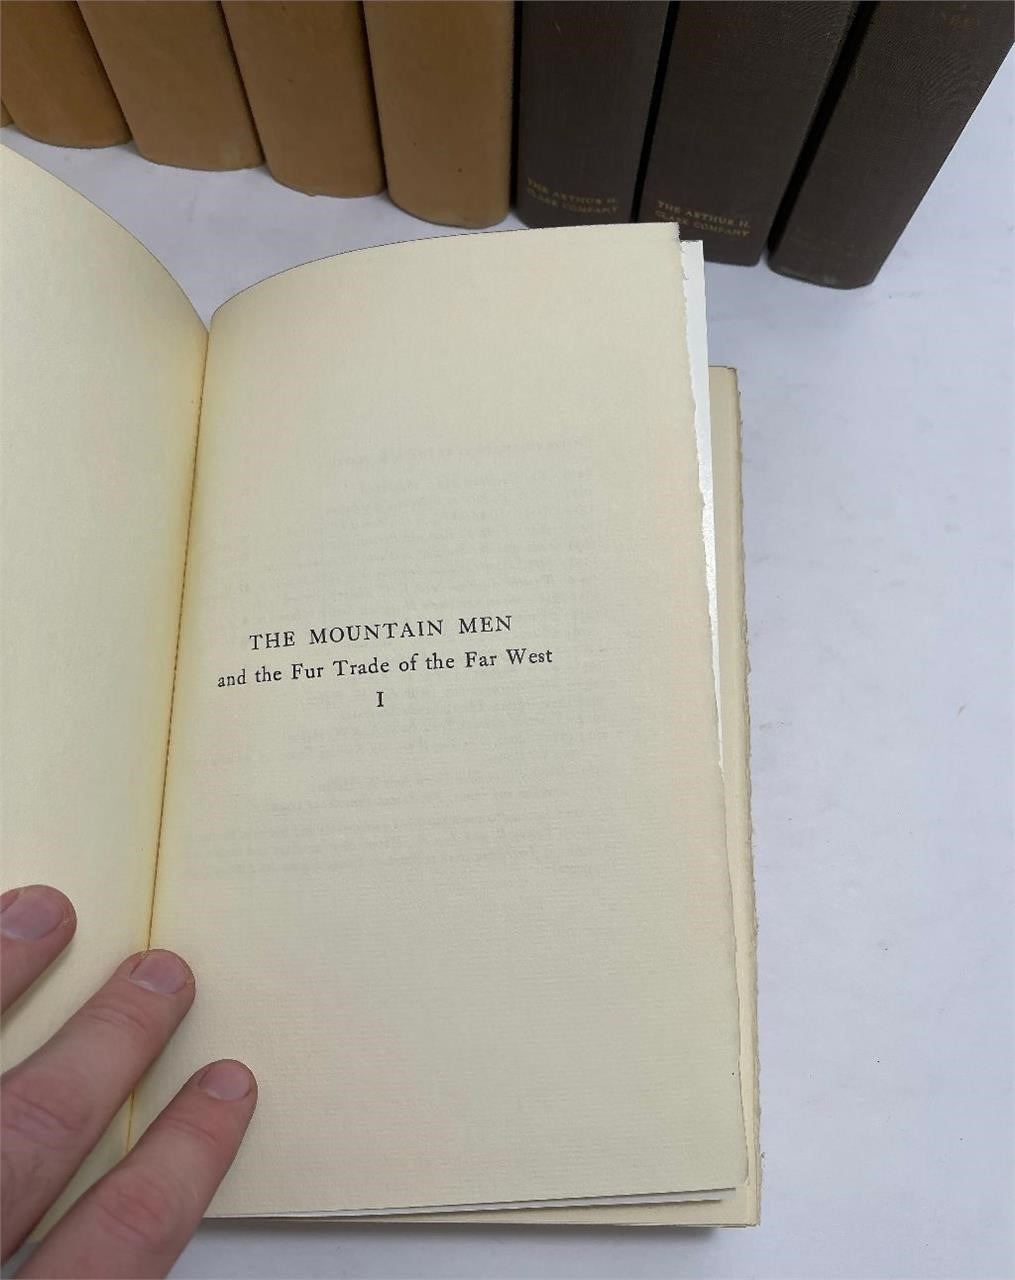 THE ARTHUR H.
CLARK COMPANY
THE ARTHUR H.
CLARK COMPANY
THE MOUNTAIN MEN
and the Fur Trade of the Far West
I